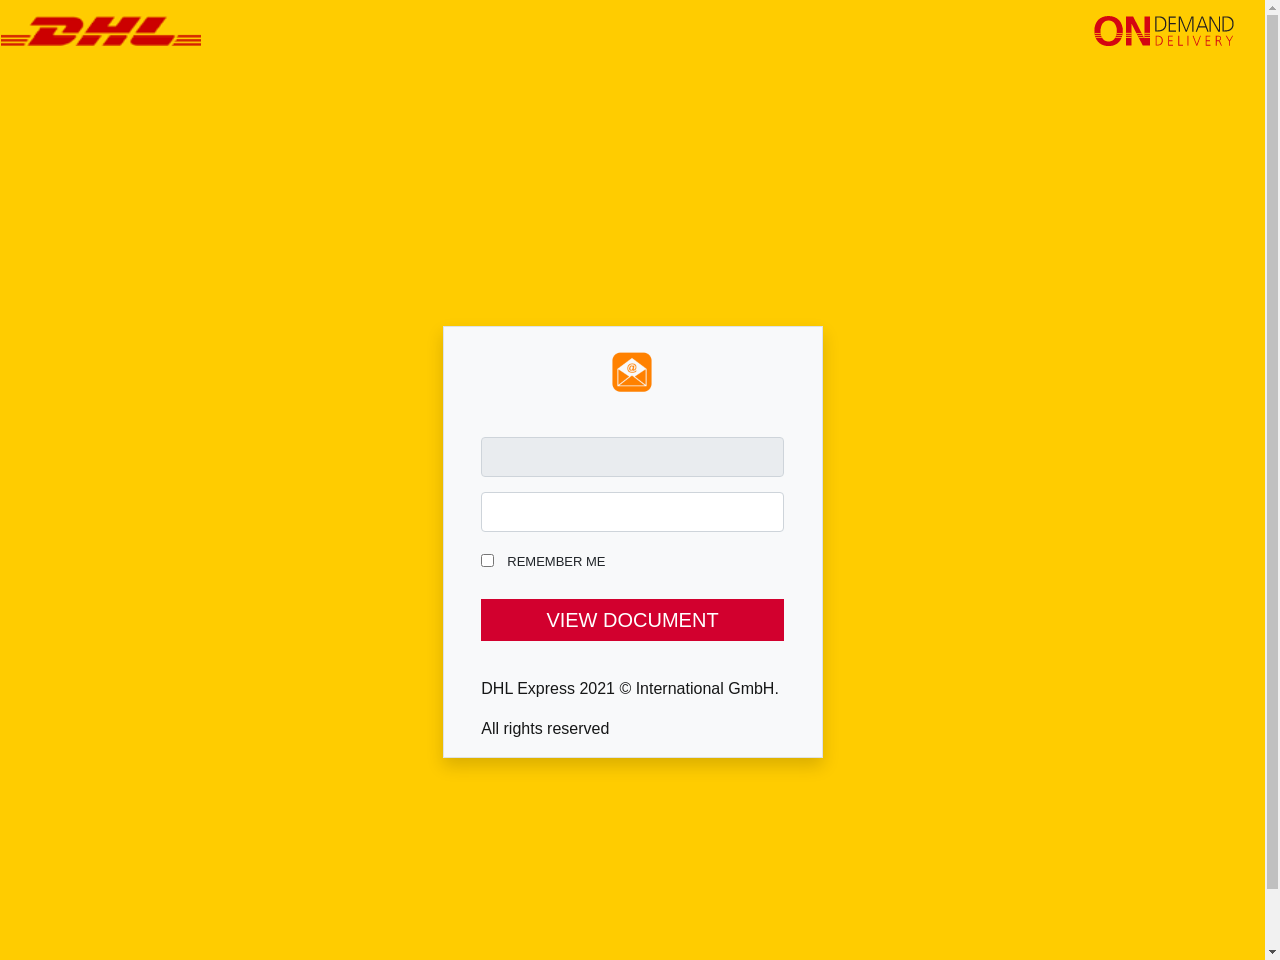 DHL
ON DEMAND
DELIVERY
@
REMEMBER ME
VIEW DOCUMENT
DHL Express 2021 © International GmbH.
All rights reserved